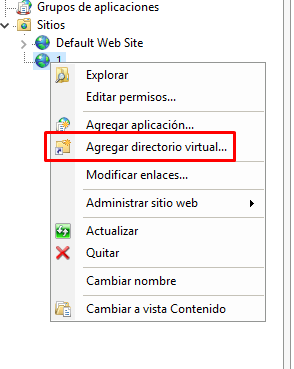 Grupos de aplicaciones
Sitios
Default Web Site
1
Explorar
Editar permisos...
Agregar aplicación...
Agregar directorio virtual...
Modificar enlaces...
Administrar sitio web
Actualizar
Quitar
Cambiar nombre
Cambiar a vista Contenido